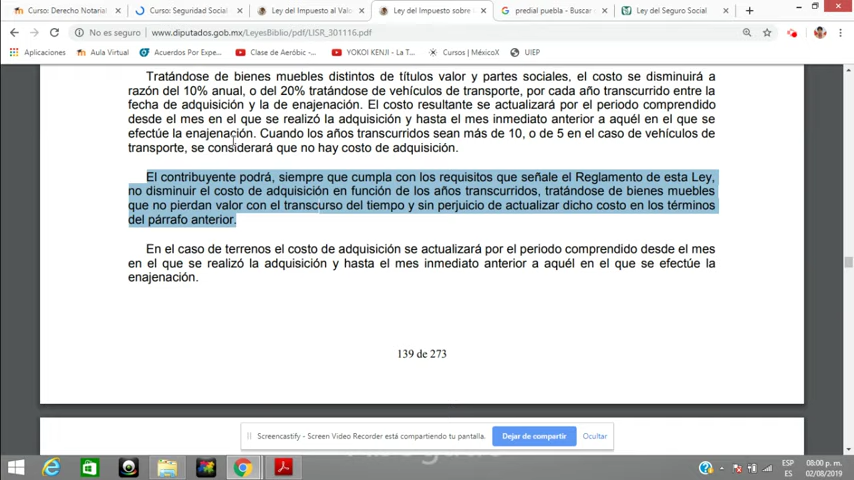 Curso: Derecho Notarial
Curso: Seguridad Social
Ley del Impuesto al Valo
Ley del Impuesto sobre
predial puebla - Buscar
Ley del Seguro Social
No es seguro
www.diputados.gob.mx/LeyesBiblio/pdf/LISR_301116.pdf
Aplicaciones
Aula Virtual
Acuerdos Por Expe...
Clase de Aeróbic -...
YOKOI KENJI - La T...
Cursos | MéxicoX
UIEP
Tratándose de bienes muebles distintos de títulos valor y partes sociales, el costo se disminuirá a
razón del 10% anual, o del 20% tratándose de vehículos de transporte, por cada año transcurrido entre la
fecha de adquisición y la de enajenación. El costo resultante se actualizará por el periodo comprendido
desde el mes en el que se realizó la adquisición y hasta el mes inmediato anterior a aquél en el que se
efectúe la enajenación. Cuando los años transcurridos sean más de 10, o de 5 en el caso de vehículos de
transporte, se considerará que no hay costo de adquisición.
El contribuyente podrá, siempre que cumpla con los requisitos que señale el Reglamento de esta Ley,
no disminuir el costo de adquisición en función de los años transcurridos, tratándose de bienes muebles
que no pierdan valor con el transcurso del tiempo y sin perjuicio de actualizar dicho costo en los términos
del párrafo anterior.
En el caso de terrenos el costo de adquisición se actualizará por el periodo comprendido desde el mes
en el que se realizó la adquisición y hasta el mes inmediato anterior a aquél en el que se efectúe la
enajenación.
139 de 273
Screencastify - Screen Video Recorder está compartiendo tu pantalla.
Dejar de compartir
Ocultar
ESP
ES
08:00 p. m.
02/08/2019